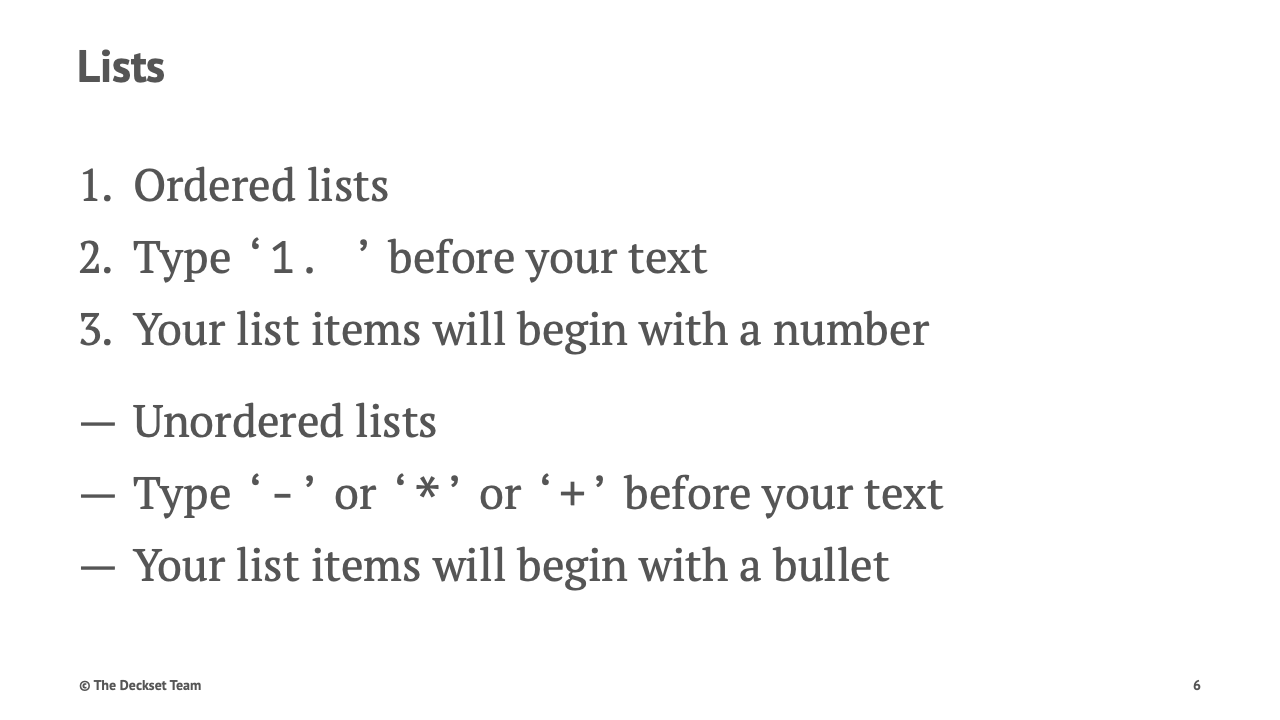 Lists
1. Ordered lists
2. Type ‘1. ’ before your text
3. Your list items will begin with a number
— Unordered lists
— Type ‘-’ or ‘*’ or ‘+’ before your text
— Your list items will begin with a bullet
© The Deckset Team 6